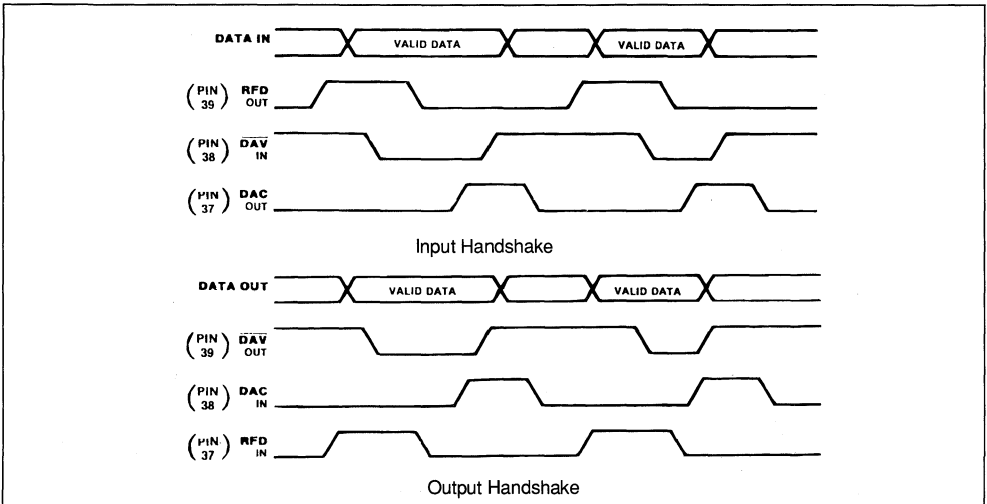 DATA IN VALID DATA VALID DATA
(PIN 39) RFD OUT
(PIN 38) DAV IN
(PIN 37) DAC OUT
Input Handshake
DATA OUT VALID DATA VALID DATA
(PIN 39) DAV OUT
(PIN 38) DAC IN
(PIN 37) RFD IN
Output Handshake